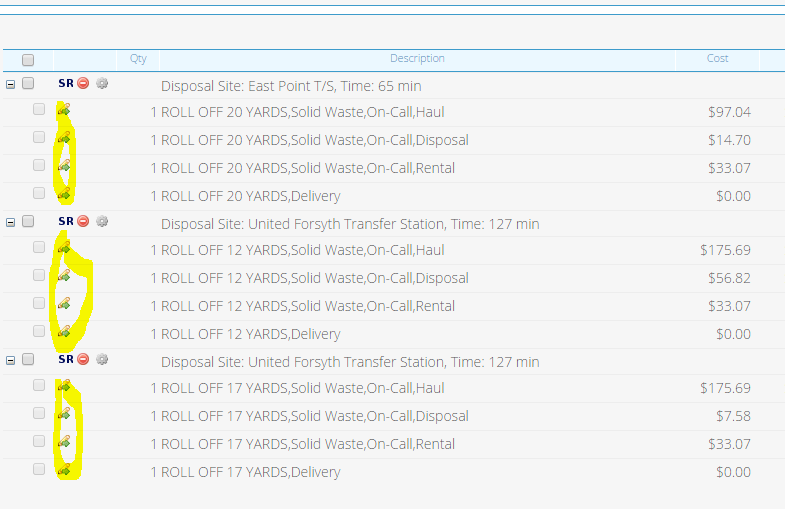 Qty Description Cost
SR Disposal Site: East Point T/S, Time: 65 min
1 ROLL OFF 20 YARDS,Solid Waste,On-Call,Haul $97.04
1 ROLL OFF 20 YARDS,Solid Waste,On-Call,Disposal $14.70
1 ROLL OFF 20 YARDS,Solid Waste,On-Call,Rental $33.07
1 ROLL OFF 20 YARDS,Delivery $0.00
SR Disposal Site: United Forsyth Transfer Station, Time: 127 min
1 ROLL OFF 12 YARDS,Solid Waste,On-Call,Haul $175.69
1 ROLL OFF 12 YARDS,Solid Waste,On-Call,Disposal $56.82
1 ROLL OFF 12 YARDS,Solid Waste,On-Call,Rental $33.07
1 ROLL OFF 12 YARDS,Delivery $0.00
SR Disposal Site: United Forsyth Transfer Station, Time: 127 min
1 ROLL OFF 17 YARDS,Solid Waste,On-Call,Haul $175.69
1 ROLL OFF 17 YARDS,Solid Waste,On-Call,Disposal $7.58
1 ROLL OFF 17 YARDS,Solid Waste,On-Call,Rental $33.07
1 ROLL OFF 17 YARDS,Delivery $0.00